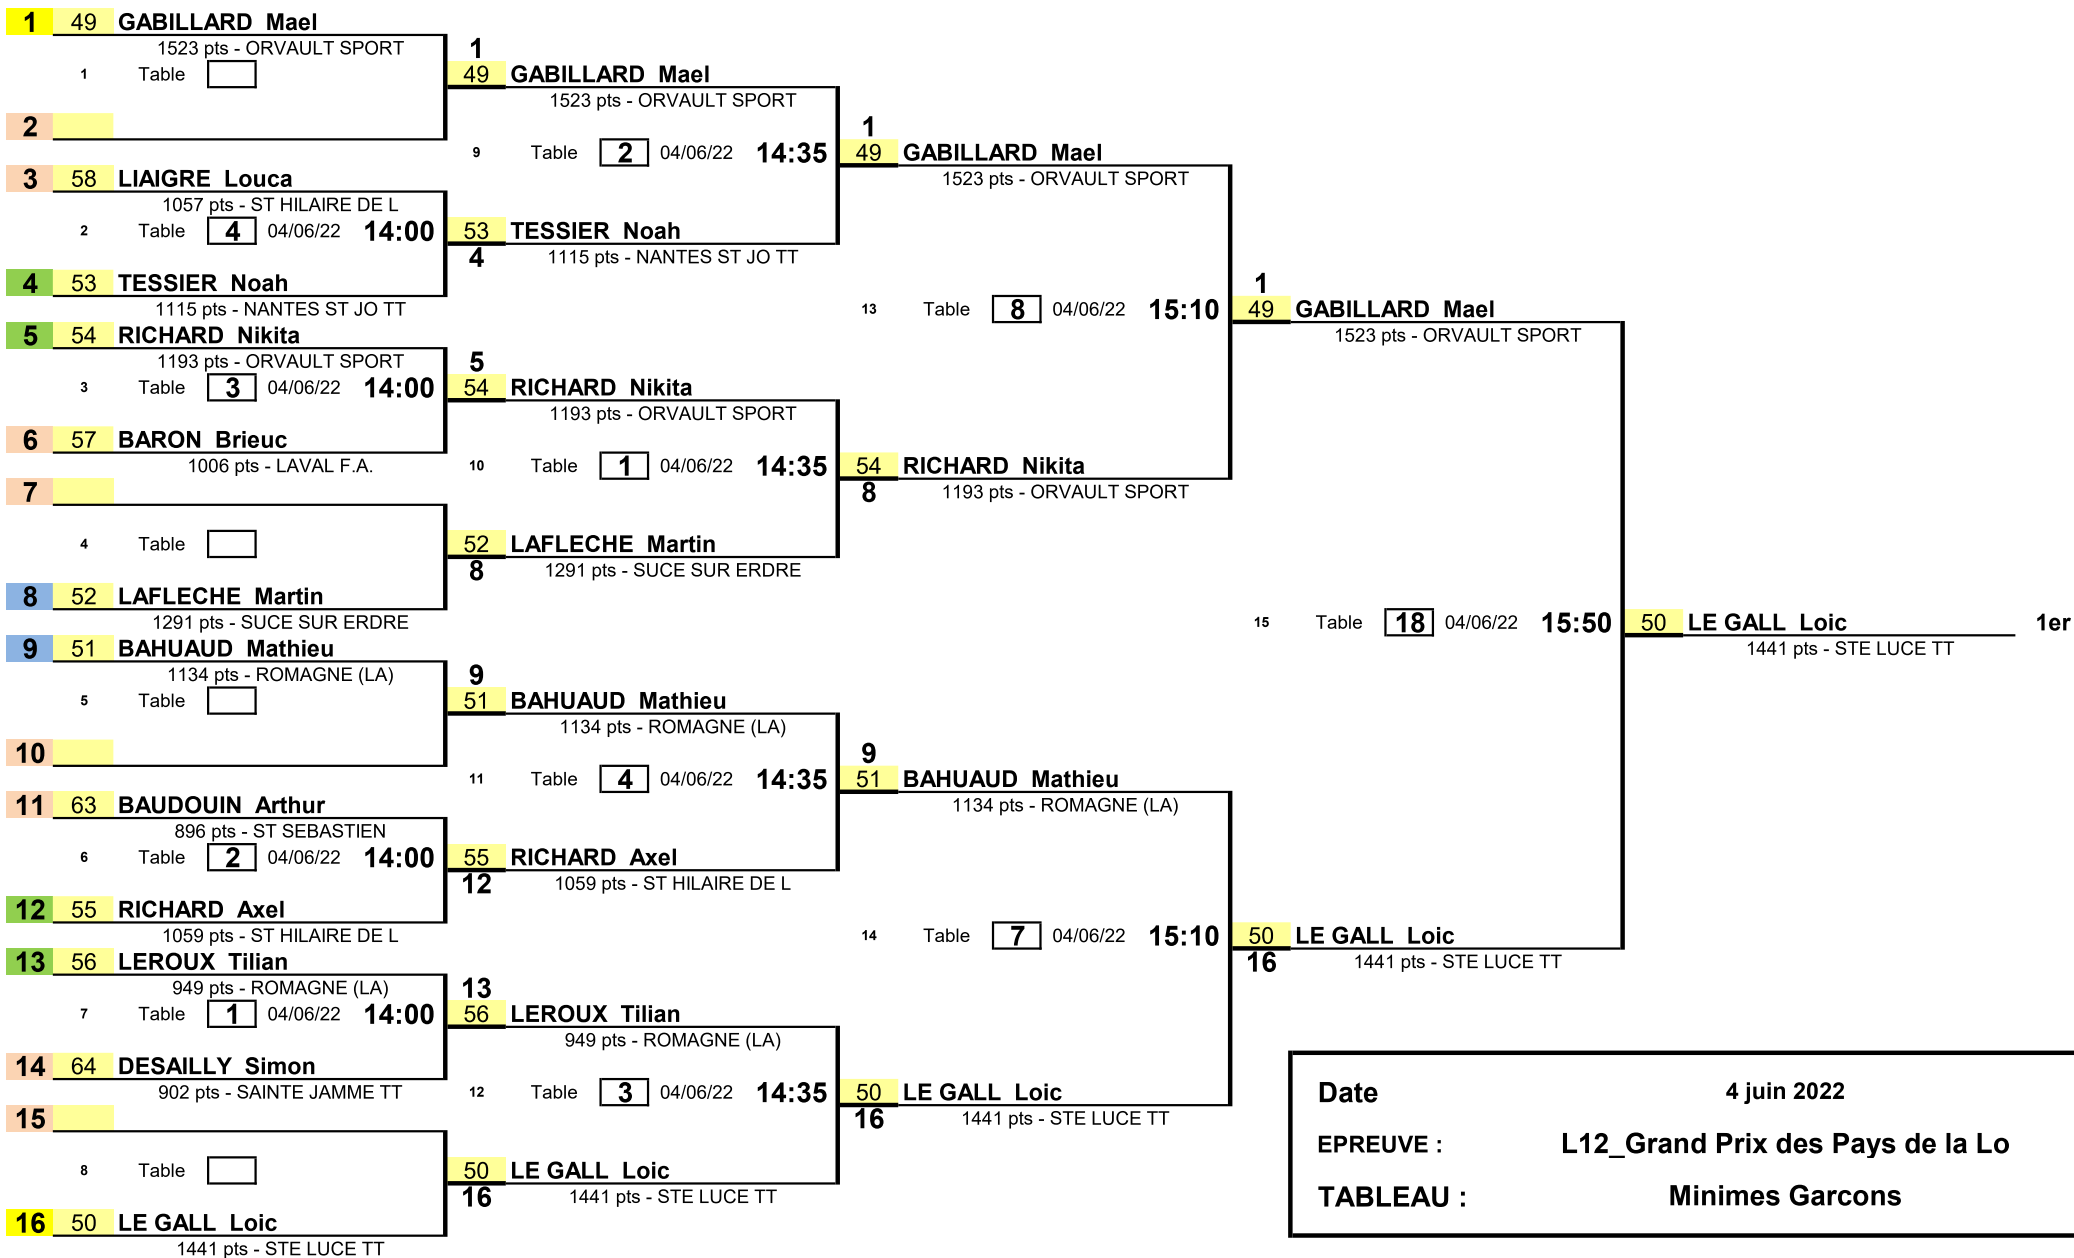 1 49 GABILLARD Mael
1523 pts - ORVAULT SPORT
1 Table
2
3 58 LIAIGRE Louca
1057 pts - ST HILAIRE DE L
2 Table 4 04/06/22 14:00
4 53 TESSIER Noah
1115 pts - NANTES ST JO TT
5 54 RICHARD Nikita
1193 pts - ORVAULT SPORT
3 Table 3 04/06/22 14:00
6 57 BARON Brieuc
1006 pts - LAVAL F.A.
7
4 Table
8 52 LAFLECHE Martin
1291 pts - SUCE SUR ERDRE
9 51 BAHUAUD Mathieu
1134 pts - ROMAGNE (LA)
5 Table
10
11 63 BAUDOUIN Arthur
896 pts - ST SEBASTIEN
6 Table 2 04/06/22 14:00
12 55 RICHARD Axel
1059 pts - ST HILAIRE DE L
13 56 LEROUX Tilian
949 pts - ROMAGNE (LA)
7 Table 1 04/06/22 14:00
14 64 DESAILLY Simon
902 pts - SAINTE JAMME TT
15
8 Table
16 50 LE GALL Loic
1441 pts - STE LUCE TT
1
49 GABILLARD Mael
1523 pts - ORVAULT SPORT
9 Table 2 04/06/22 14:35
53 TESSIER Noah
4
1115 pts - NANTES ST JO TT
5
54 RICHARD Nikita
1193 pts - ORVAULT SPORT
10 Table 1 04/06/22 14:35
52 LAFLECHE Martin
8
1291 pts - SUCE SUR ERDRE
9
51 BAHUAUD Mathieu
1134 pts - ROMAGNE (LA)
11 Table 4 04/06/22 14:35
55 RICHARD Axel
12
1059 pts - ST HILAIRE DE L
13
56 LEROUX Tilian
949 pts - ROMAGNE (LA)
12 Table 3 04/06/22 14:35
50 LE GALL Loic
16
1441 pts - STE LUCE TT
1
49 GABILLARD Mael
1523 pts - ORVAULT SPORT
13 Table 8 04/06/22 15:10
54 RICHARD Nikita
8
1193 pts - ORVAULT SPORT
9
51 BAHUAUD Mathieu
1134 pts - ROMAGNE (LA)
14 Table 7 04/06/22 15:10
50 LE GALL Loic
16
1441 pts - STE LUCE TT
1
49 GABILLARD Mael
1523 pts - ORVAULT SPORT
15 Table 18 04/06/22 15:50
50 LE GALL Loic
16
1441 pts - STE LUCE TT
50 LE GALL Loic 1er
1441 pts - STE LUCE TT
Date 4 juin 2022
EPREUVE : L12_Grand Prix des Pays de la Lo
TABLEAU : Minimes Garcons